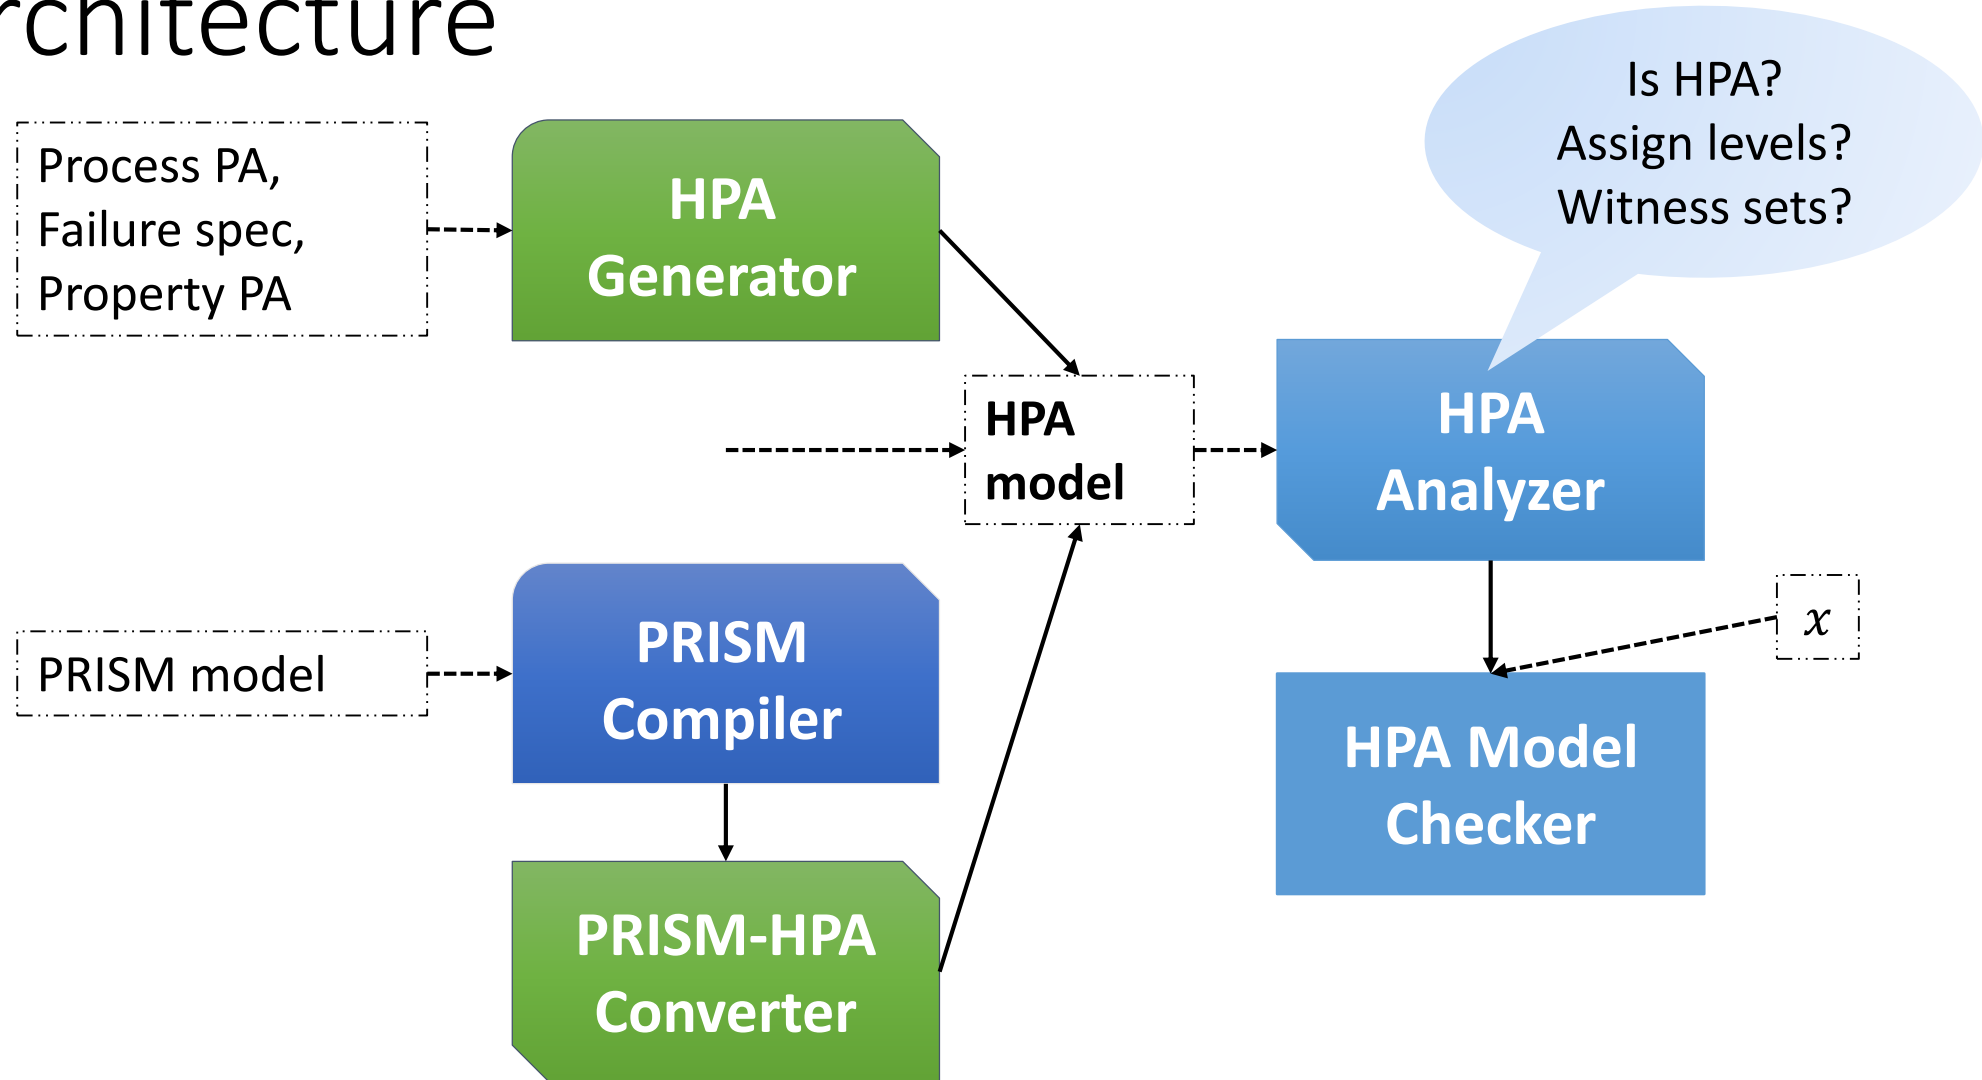 rchitecture
Process PA,
Failure spec,
Property PA
HPA
Generator
Is HPA?
Assign levels?
Witness sets?
HPA
model
HPA
Analyzer
PRISM model
PRISM
Compiler
x
HPA Model
Checker
PRISM-HPA
Converter